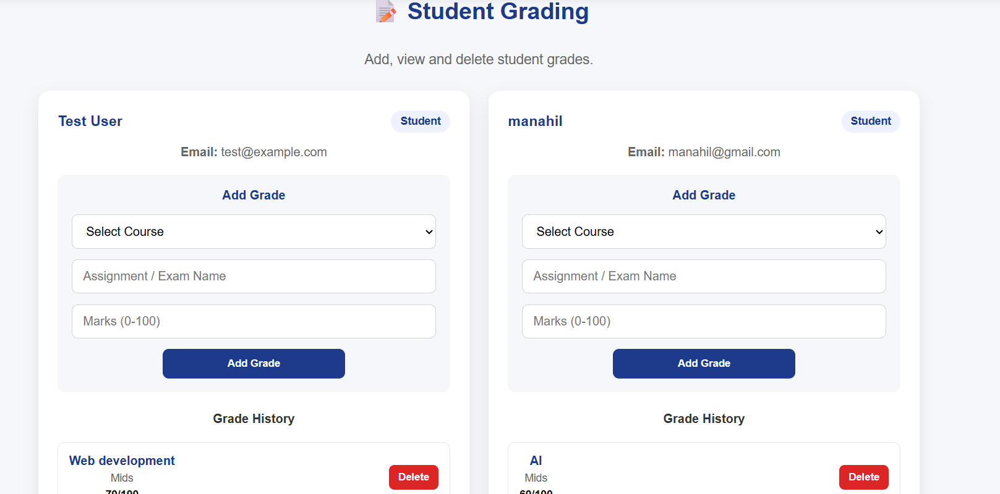 Student Grading
Add, view and delete student grades.
Test User
Student
Email: test@example.com
Add Grade
Select Course
Assignment / Exam Name
Marks (0-100)
Add Grade
Grade History
Web development
Mids
70/100
Delete
manahil
Student
Email: manahil@gmail.com
Add Grade
Select Course
Assignment / Exam Name
Marks (0-100)
Add Grade
Grade History
AI
Mids
60/100
Delete